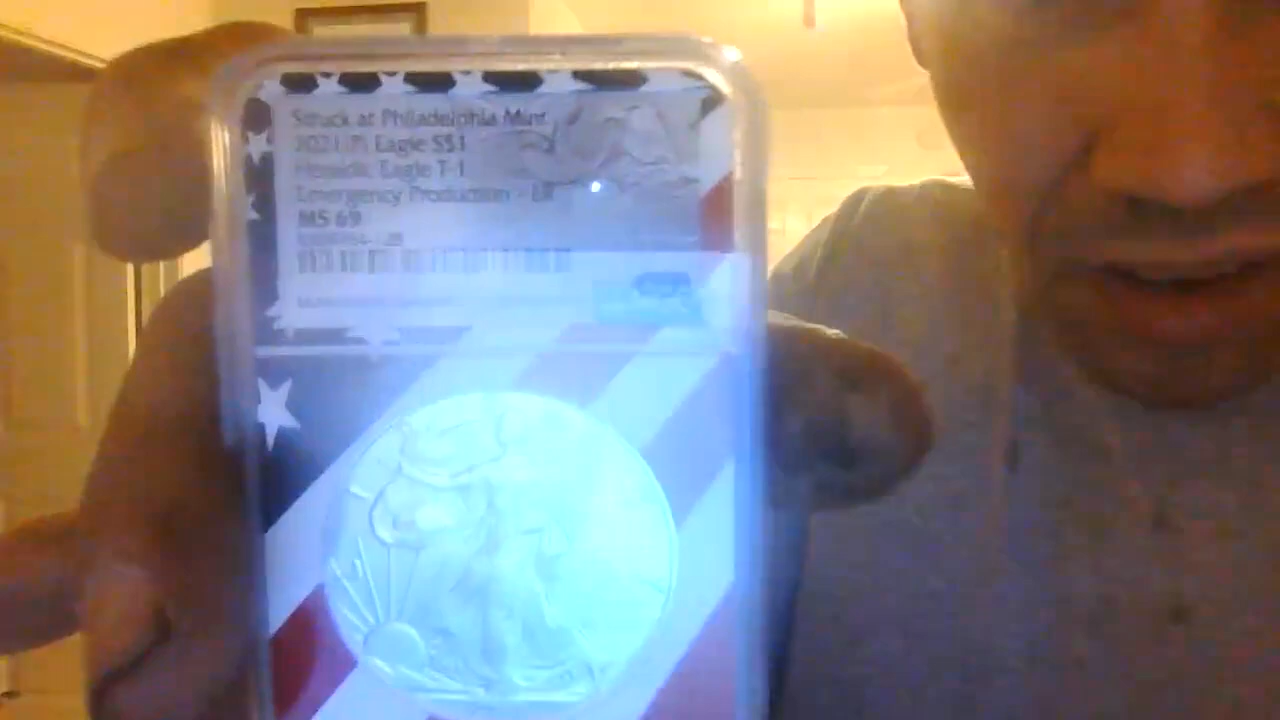 Struck at Philadelphia Mint
2021(P) Eagle S$1
Heraldic Eagle T-1
Emergency Production - ER
MS 69